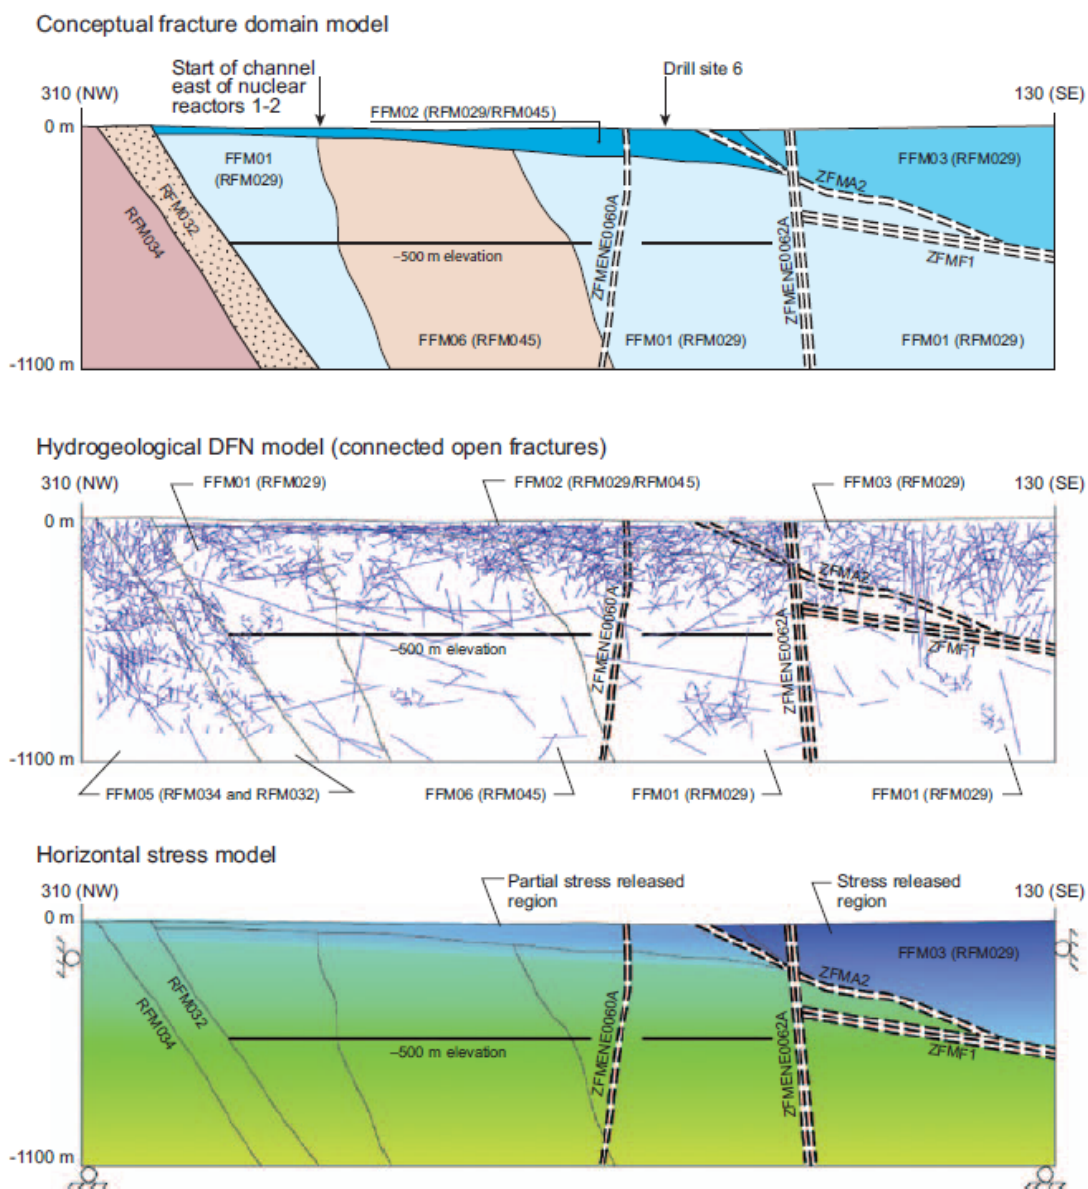 Conceptual fracture domain model
Start of channel
east of nuclear
reactors 1-2
Drill site 6
310 (NW)
130 (SE)
FFM02 (RFM029/RFM045)
0 m
FFM01
(RFM029)
FFM03 (RFM029)
ZFMA2
RFM032
RFM034
ZFMENE0060A
ZFMENE0062A
–500 m elevation
ZFMF1
FFM06 (RFM045)
FFM01 (RFM029)
FFM01 (RFM029)
-1100 m
Hydrogeological DFN model (connected open fractures)
310 (NW)
FFM01 (RFM029)
FFM02 (RFM029/RFM045)
FFM03 (RFM029)
130 (SE)
0 m
ZFMA2
ZFMENE0060A
ZFMENE0062A
–500 m elevation
ZFMF1
-1100 m
FFM05 (RFM034 and RFM032)
FFM06 (RFM045)
FFM01 (RFM029)
FFM01 (RFM029)
Horizontal stress model
Partial stress released
region
Stress released
region
310 (NW)
130 (SE)
0 m
FFM03 (RFM029)
ZFMA2
RFM032
RFM034
ZFMENE0060A
ZFMENE0062A
–500 m elevation
ZFMF1
-1100 m